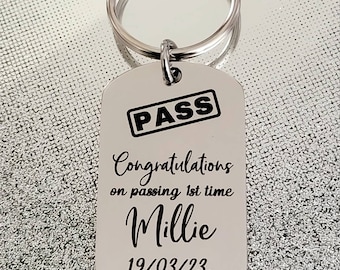 PASS
Congratulations
on passing 1st time
Millie
19/03/23